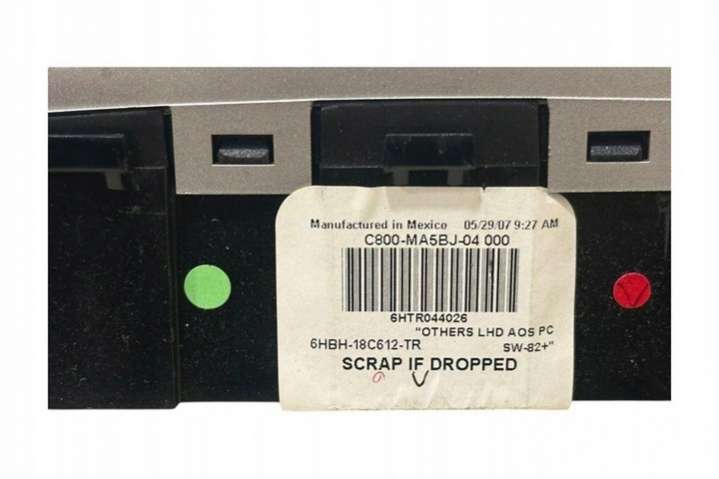 Manufactured in Mexico 05/29/07 9:27 AM
C800-MA5BJ-04 000
6HTR044026
"OTHERS LHD AOS PC
6HBH-18C612-TR SW-82+"
SCRAP IF DROPPED